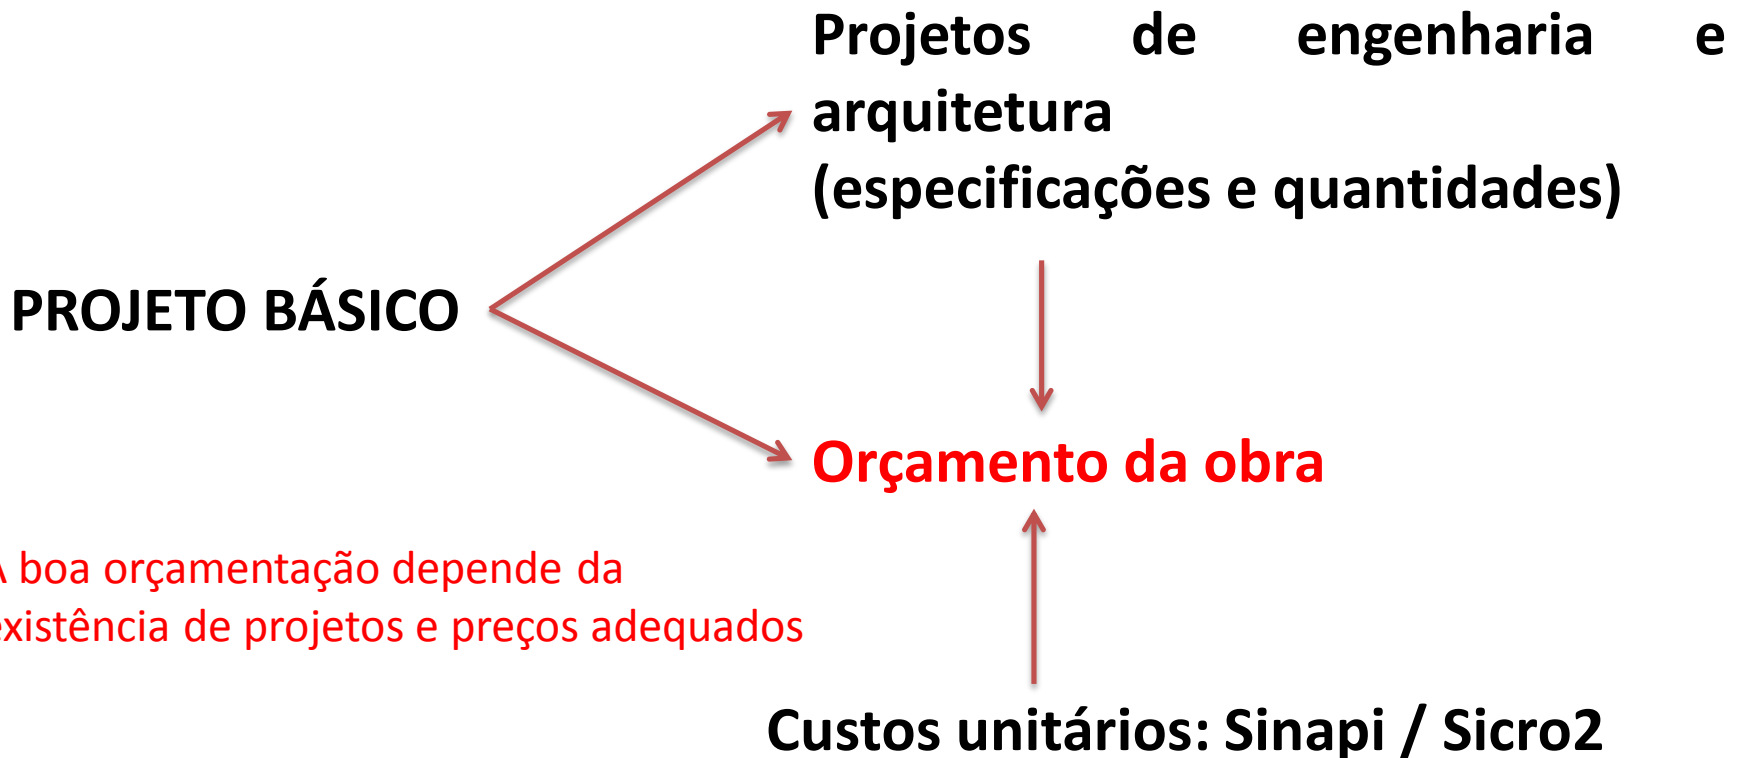 Projetos de engenharia e
arquitetura
(especificações e quantidades)
PROJETO BÁSICO
Orçamento da obra
A boa orçamentação depende da
existência de projetos e preços adequados
Custos unitários: Sinapi / Sicro2